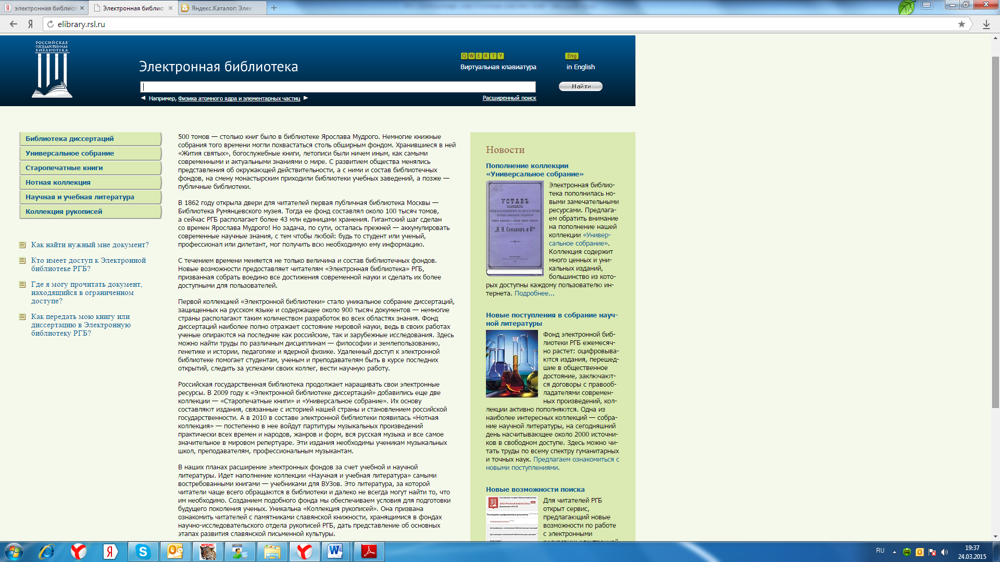 электронная библиот
Электронная библио
Яндекс.Каталог: Элек
elibrary.rsl.ru
РОССИЙСКАЯ
ГОСУДАРСТВЕННАЯ
БИБЛИОТЕКА
Электронная библиотека
QWERTY
Виртуальная клавиатура
Eng
in English
Найти
Например, Физика атомного ядра и элементарных частиц
Расширенный поиск
Библиотека диссертаций
Универсальное собрание
Старопечатные книги
Нотная коллекция
Научная и учебная литература
Коллекция рукописей
Как найти нужный мне документ?
Кто имеет доступ к Электронной
библиотеке РГБ?
Где я могу прочитать документ,
находящийся в ограниченном
доступе?
Как передать мою книгу или
диссертацию в Электронную
библиотеку РГБ?
500 томов — столько книг было в библиотеке Ярослава Мудрого. Немногие книжные
собрания того времени могли похвастаться столь обширным фондом. Хранившиеся в ней
«Жития святых», богослужебные книги, летописи были ничем иным, как самыми
современными и актуальными знаниями о мире. С развитием общества менялись
представления об окружающей действительности, а с ними и состав библиотечных
фондов, на смену монастырским приходили библиотеки учебных заведений, а позже —
публичные библиотеки.
В 1862 году открыла двери для читателей первая публичная библиотека Москвы —
Библиотека Румянцевского музея. Тогда ее фонд составлял около 100 тысяч томов,
а сейчас РГБ располагает более 43 млн единицами хранения. Гигантский шаг сделан
со времен Ярослава Мудрого! Но задача, по сути, осталась прежней — аккумулировать
современные научные знания, с тем чтобы любой: будь то студент или ученый,
профессионал или дилетант, мог получить всю необходимую ему информацию.
С течением времени меняется не только величина и состав библиотечных фондов.
Новые возможности предоставляет читателям «Электронная библиотека» РГБ,
призванная собрать воедино все достижения современной науки и сделать их более
доступными для пользователей.
Первой коллекцией «Электронной библиотеки» стало уникальное собрание диссертаций,
защищенных на русском языке и содержащее около 900 тысяч документов — немногие
страны располагают таким количеством разработок во всех областях знания. Фонд
диссертаций наиболее полно отражает состояние мировой науки, ведь в своих работах
ученые опираются на последние как российские, так и зарубежные исследования. Здесь
можно найти труды по различным дисциплинам — философии и землепользованию,
генетике и истории, педагогике и ядерной физике. Удаленный доступ к электронной
библиотеке помогает студентам, ученым и преподавателям быть в курсе последних
открытий, следить за успехами своих коллег, вести научную работу.
Российская государственная библиотека продолжает наращивать свои электронные
ресурсы. В 2009 году к «Электронной библиотеке диссертаций» добавились еще две
коллекции — «Старопечатные книги» и «Универсальное собрание». Их основу
составляют издания, связанные с историей нашей страны и становлением российской
государственности. А в 2010 в составе электронной библиотеки появилась «Нотная
коллекция» — постепенно в нее войдут партитуры музыкальных произведений
практически всех времен и народов, жанров и форм, вся русская музыка и все самое
значительное в мировом репертуаре. Эти издания необходимы ученикам музыкальных
школ, преподавателям, профессиональным музыкантам.
В наших планах расширение электронных фондов за счет учебной и научной
литературы. Идет наполнение коллекции «Научная и учебная литература» самыми
востребованными книгами — учебниками для ВУЗов. Это литература, за которой
читатели чаще всего обращаются в библиотеки и далеко не всегда могут найти то, что
им необходимо. Созданием подобного фонда мы обеспечиваем условия для подготовки
будущего поколения ученых. Уникальна «Коллекция рукописей». Она призвана
ознакомить читателей с памятниками славянской книжности, хранящимися в фондах
научно-исследовательского отдела рукописей РГБ, дать представление об основных
этапах развития славянской письменной культуры.
Новости
Пополнение коллекции
«Универсальное собрание»
УСТАВЪ
„Н. Н. Соколовъ и Ко“
Электронная библио-
тека пополнилась но-
выми замечательными
ресурсами. Предлага-
ем обратить внимание
на пополнение нашей
коллекции «Универ-
сальное собрание».
Коллекция содержит
много ценных и уни-
кальных изданий,
большинство из кото-
рых доступны каждому пользователю ин-
тернета. Подробнее...
Новые поступления в собрание науч-
ной литературы
Фонд электронной биб-
лиотеки РГБ ежемесяч-
но растет: оцифровыва-
ются издания, перешед-
шие в общественное
достояние, заключают-
ся договоры с правооб-
ладателями современ-
ных произведений, кол-
лекции активно пополняются. Одна из
наиболее интересных коллекций — собра-
ние научной литературы, на сегодняшний
день насчитывающее около 2000 источни-
ков в свободном доступе. Здесь можно чи-
тать труды по всему спектру гуманитарных
и точных наук. Предлагаем ознакомиться с
новыми поступлениями.
Новые возможности поиска
РОССИЙСКАЯ ГОСУДАРСТВЕННАЯ БИБЛИОТЕКА
ЭЛЕКТРОННАЯ БИБЛИОТЕКА
Последние оцифрованные документы
Электронный каталог
Авторефераты электронной библиотеки диссертаций
Диссертации электронной библиотеки диссертаций
Для читателей РГБ
открыт сервис,
предлагающий новые
возможности по работе
с электронными
ИРБИС
RU
19:37
24.03.2015